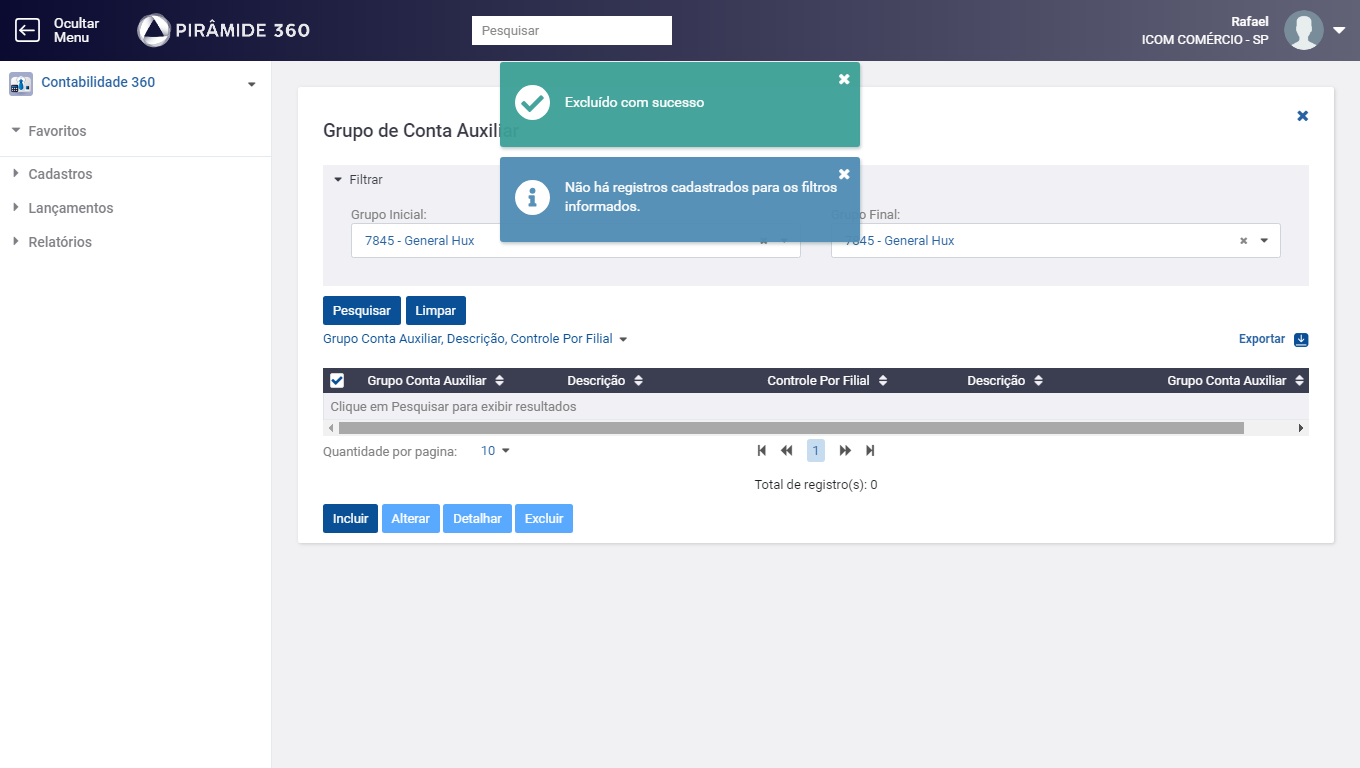 Ocultar
Menu
PIRÂMIDE 360
Pesquisar
Rafael
ICOM COMÉRCIO - SP
Contabilidade 360
Favoritos
Cadastros
Lançamentos
Relatórios
Excluído com sucesso
Não há registros cadastrados para os filtros
informados.
Grupo de Conta Auxiliar
Filtrar
Grupo Inicial:
Grupo Final:
7845 - General Hux
7845 - General Hux
Pesquisar
Limpar
Grupo Conta Auxiliar, Descrição, Controle Por Filial
Exportar
Grupo Conta Auxiliar
Descrição
Controle Por Filial
Descrição
Grupo Conta Auxiliar
Clique em Pesquisar para exibir resultados
Quantidade por pagina:
10
1
Total de registro(s): 0
Incluir
Alterar
Detalhar
Excluir